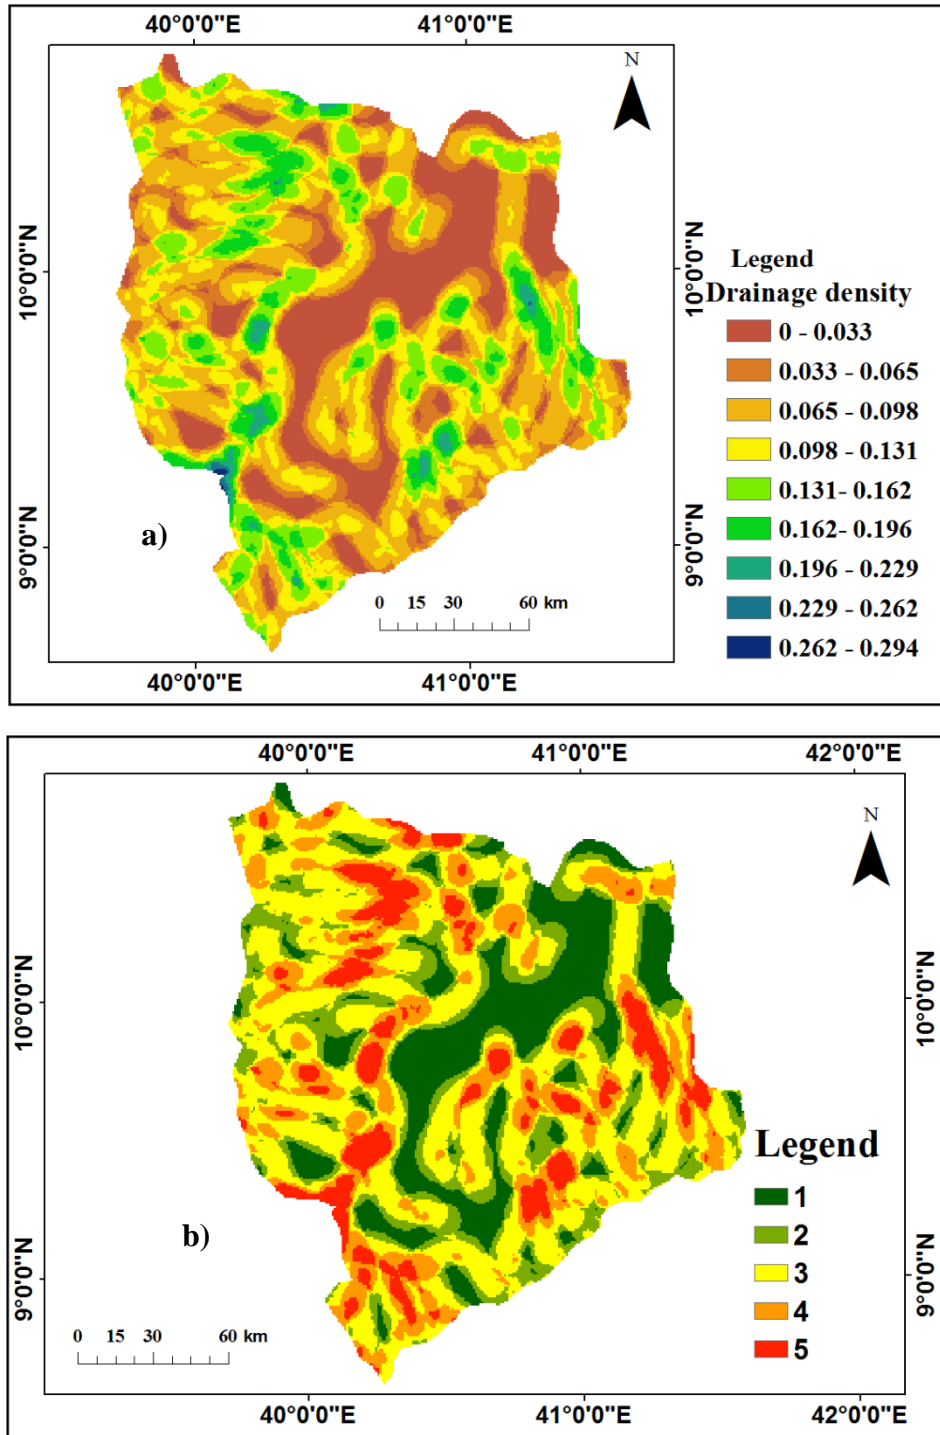 40°0'0"E 41°0'0"E
N
10°0'0"N
10°0'0"N
Legend
Drainage density
0 - 0.033
0.033 - 0.065
0.065 - 0.098
0.098 - 0.131
0.131- 0.162
0.162- 0.196
0.196 - 0.229
0.229 - 0.262
0.262 - 0.294
9°0'0"N
a)
9°0'0"N
0 15 30 60 km
40°0'0"E 41°0'0"E
40°0'0"E 41°0'0"E 42°0'0"E
N
10°0'0"N
10°0'0"N
Legend
1
2
3
4
5
b)
9°0'0"N
9°0'0"N
0 15 30 60 km
40°0'0"E 41°0'0"E 42°0'0"E